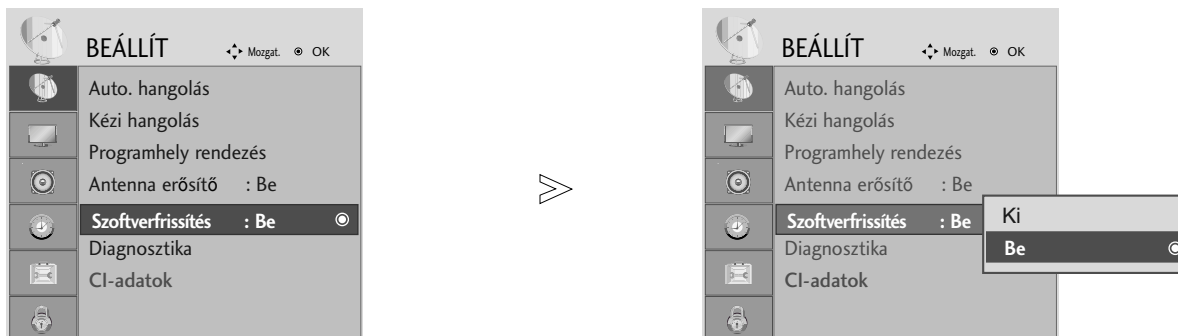 BEÁLLÍT Mozgat. OK
Auto. hangolás
Kézi hangolás
Programhely rendezés
Antenna erősítő : Be
Szoftverfrissítés : Be
Diagnosztika
CI-adatok
BEÁLLÍT Mozgat. OK
Auto. hangolás
Kézi hangolás
Programhely rendezés
Antenna erősítő : Be
Szoftverfrissítés : Be
Diagnosztika
CI-adatok
Ki
Be